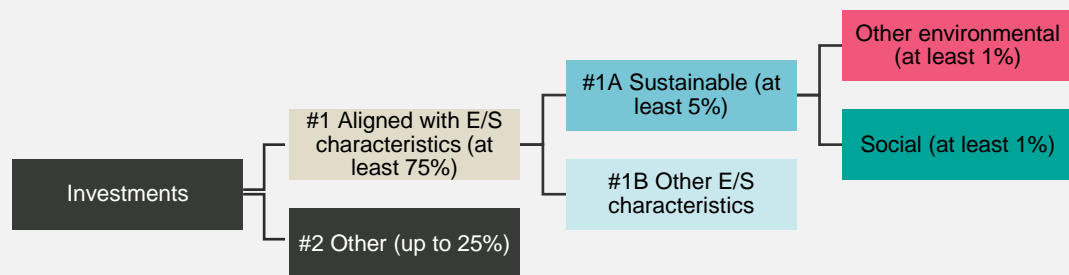 Other environmental
(at least 1%)
#1A Sustainable (at
least 5%)
#1 Aligned with E/S
characteristics (at
least 75%)
Social (at least 1%)
Investments
#1B Other E/S
characteristics
#2 Other (up to 25%)